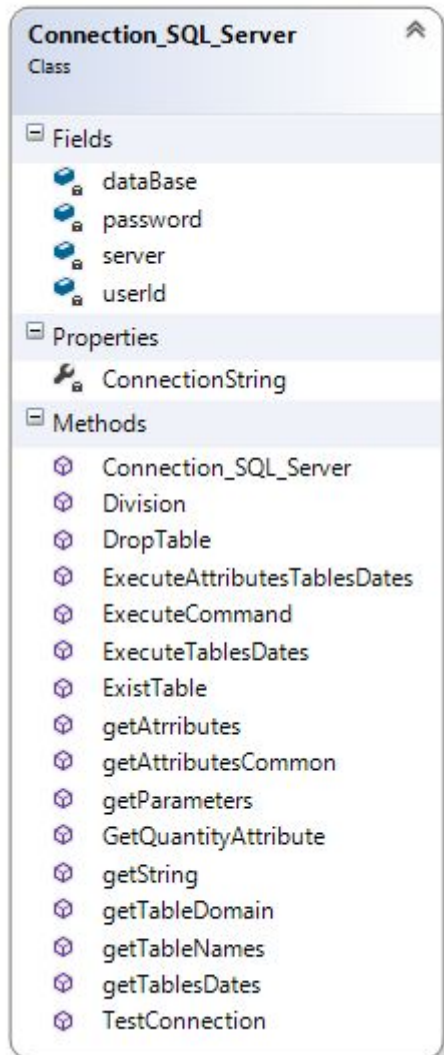 Connection_SQL_Server
Class
Fields
dataBase
password
server
userId
Properties
ConnectionString
Methods
Connection_SQL_Server
Division
DropTable
ExecuteAttributesTablesDates
ExecuteCommand
ExecuteTablesDates
ExistTable
getAtrributes
getAttributesCommon
getParameters
GetQuantityAttribute
getString
getTableDomain
getTableNames
getTablesDates
TestConnection